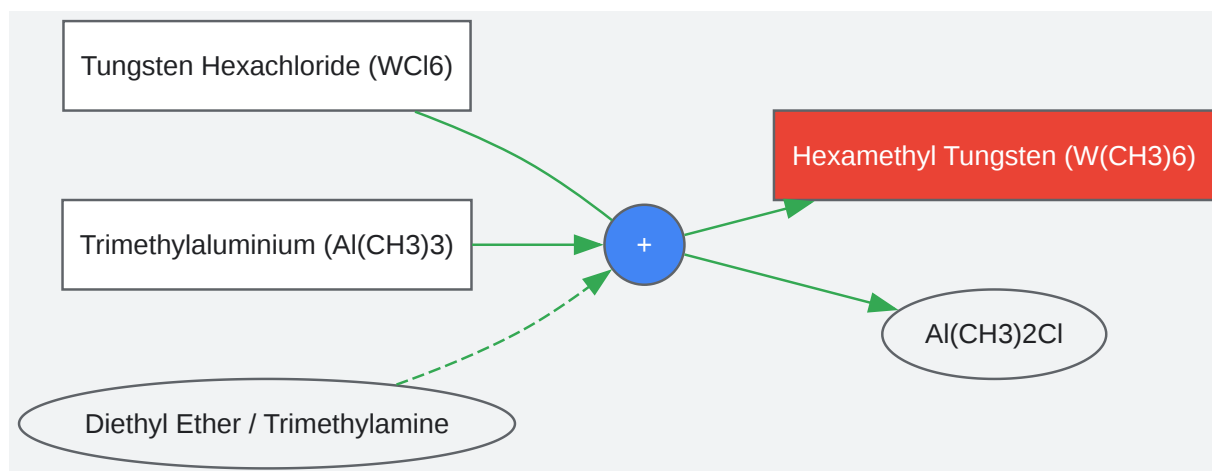 Tungsten Hexachloride (WCl6)
Hexamethyl Tungsten (W(CH3)6)
Trimethylaluminium (Al(CH3)3)
+
Al(CH3)2Cl
Diethyl Ether / Trimethylamine